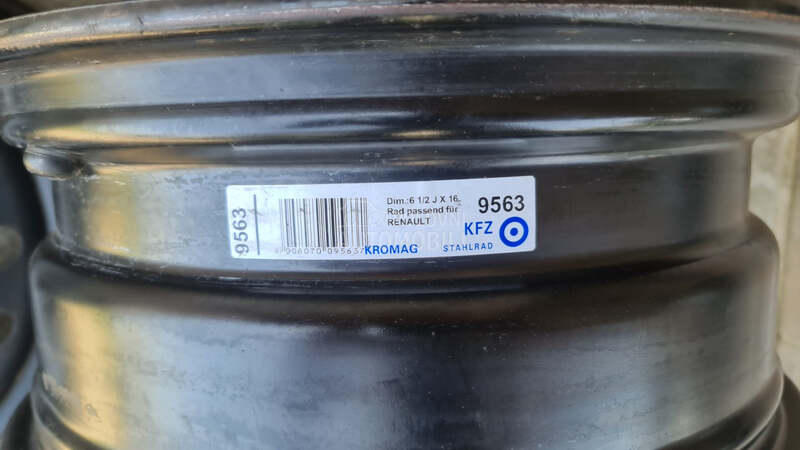 9563
Dim.:6 1/2 J X 16.
Rad passend für
RENAULT
9563
KFZ
KROMAG
STAHLRAD